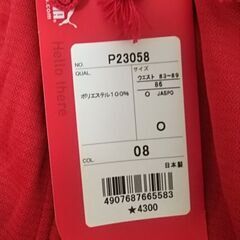 Hello there
NO. P23058
QUAL. サイズ
ウエスト 83~89
86
ポリエステル100% O JASPO
O
COL. 08
日本製
4907687665583
★4300